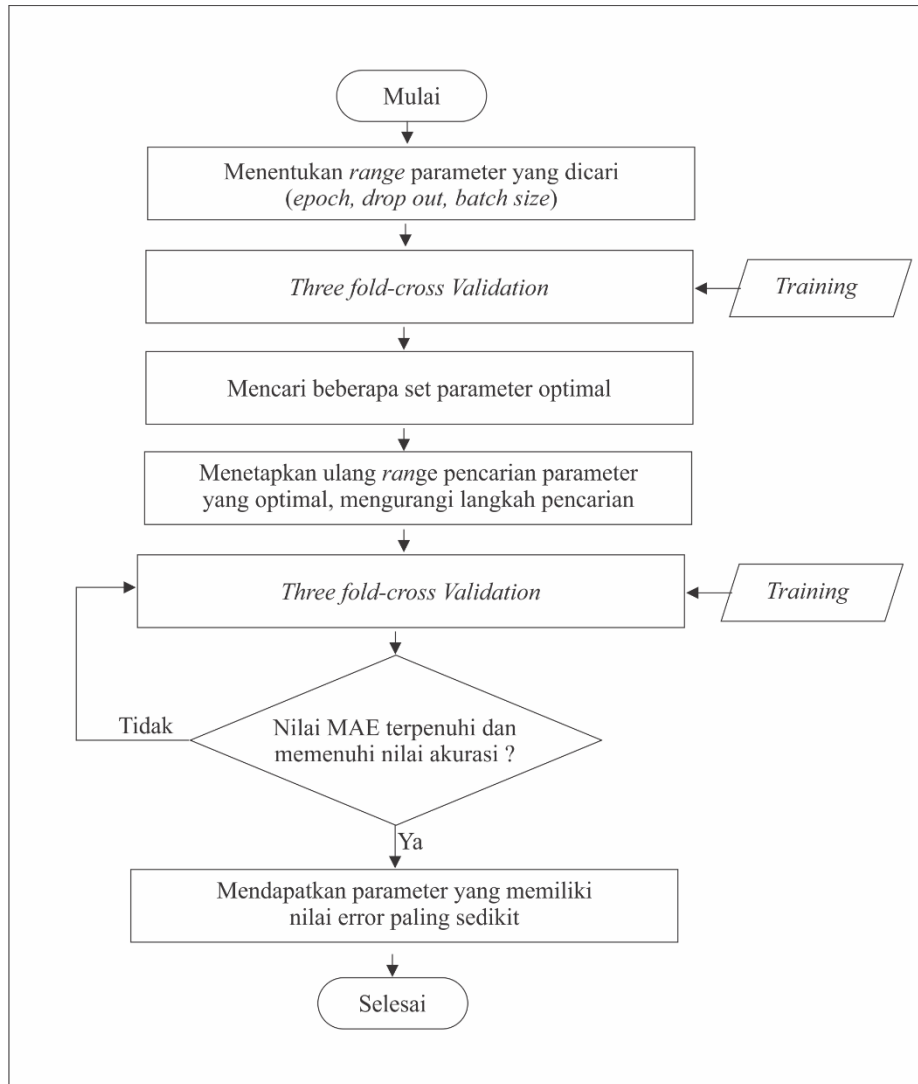 Mulai
Menentukan range parameter yang dicari
(epoch, drop out, batch size)
Three fold-cross Validation
Training
Mencari beberapa set parameter optimal
Menetapkan ulang range pencarian parameter
yang optimal, mengurangi langkah pencarian
Three fold-cross Validation
Training
Tidak
Nilai MAE terpenuhi dan
memenuhi nilai akurasi ?
Ya
Mendapatkan parameter yang memiliki
nilai error paling sedikit
Selesai